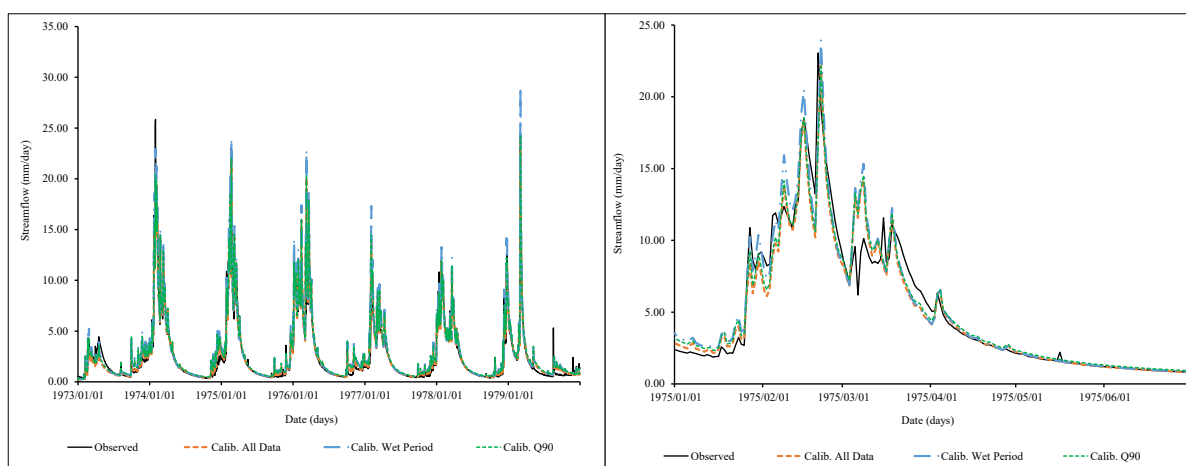 35.00
30.00
25.00
20.00
15.00
10.00
5.00
0.00
Streamflow (mm/day)
1973/01/01 1974/01/01 1975/01/01 1976/01/01 1977/01/01 1978/01/01 1979/01/01
Date (days)
Observed Calib. All Data Calib. Wet Period Calib. Q90
25.00
20.00
15.00
10.00
5.00
0.00
Streamflow (mm/day)
1975/01/01 1975/02/01 1975/03/01 1975/04/01 1975/05/01 1975/06/01
Date (days)
Observed Calib. All Data Calib. Wet Period Calib. Q90